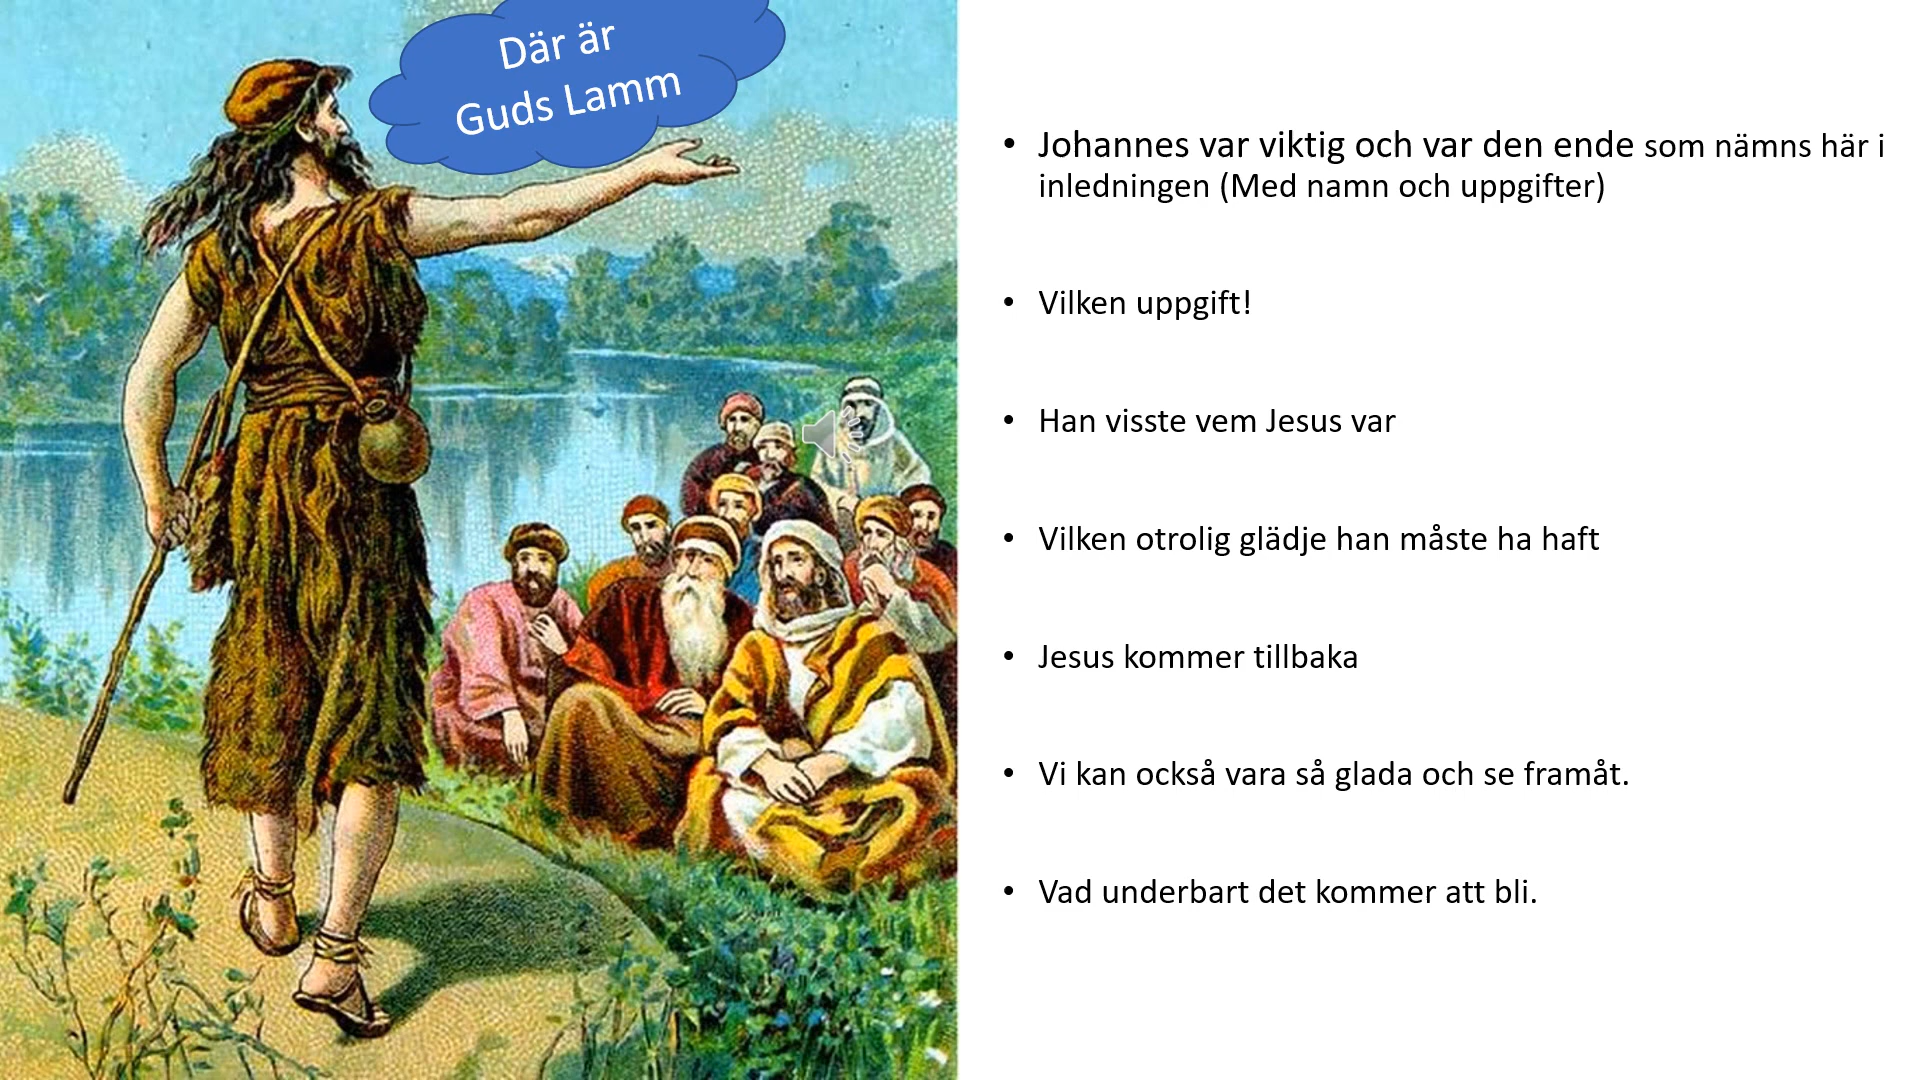 Där är
Guds Lamm
• Johannes var viktig och var den ende som nämns här i
inledningen (Med namn och uppgifter)
• Vilken uppgift!
• Han visste vem Jesus var
• Vilken otrolig glädje han måste ha haft
• Jesus kommer tillbaka
• Vi kan också vara så glada och se framåt.
• Vad underbart det kommer att bli.